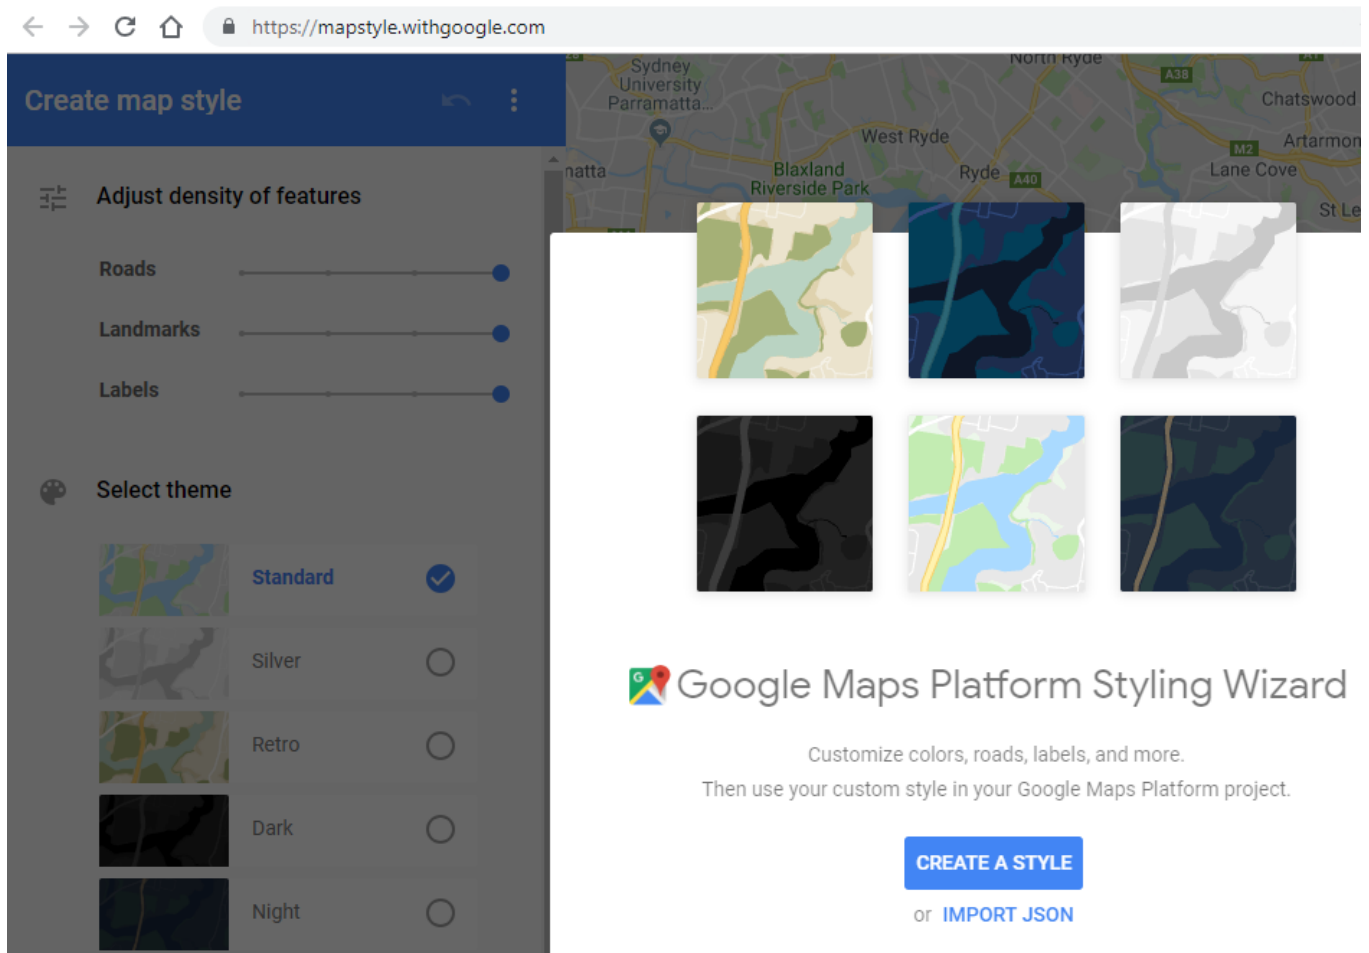 https://mapstyle.withgoogle.com
Create map style
Adjust density of features
Roads
Landmarks
Labels
Select theme
Standard
Silver
Retro
Dark
Night
Sydney
University
Parramatta...
North Ryde
A38
Chatswood
West Ryde
M2
Artarmon
natta
Blaxland
Riverside Park
Ryde
A40
Lane Cove
St Le
Google Maps Platform Styling Wizard
Customize colors, roads, labels, and more.
Then use your custom style in your Google Maps Platform project.
CREATE A STYLE
or IMPORT JSON